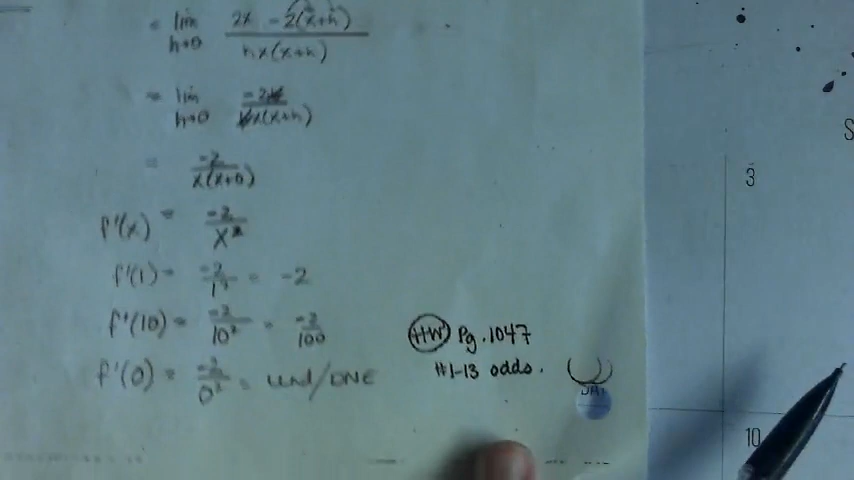 = lim h→0 2x - 2(x+h) / hx(x+h)
= lim h→0 -2h / hx(x+h)
= -2 / x(x+0)
f'(x) = -2 / x²
f'(1) = -2 / 1² = -2
f'(10) = -2 / 10² = -2 / 100
f'(0) = -2 / 0² = und/DNE
HW Pg. 1047
#1-13 odds.
3
10
S